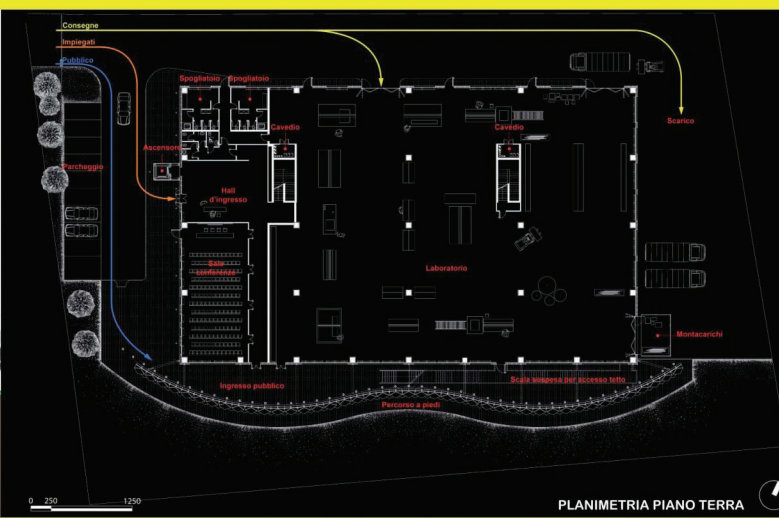 Consegne
Impiegati
Pubblico
Spogliatoio
Spogliatoio
Scarico
Cavedio
Cavedio
Ascensore
Parcheggio
Hall
d'ingresso
Sala
conferenze
Laboratorio
Montacarichi
Ingresso pubblico
Scala sospesa per accesso tetto
Percorso a piedi
0 250 1250
PLANIMETRIA PIANO TERRA